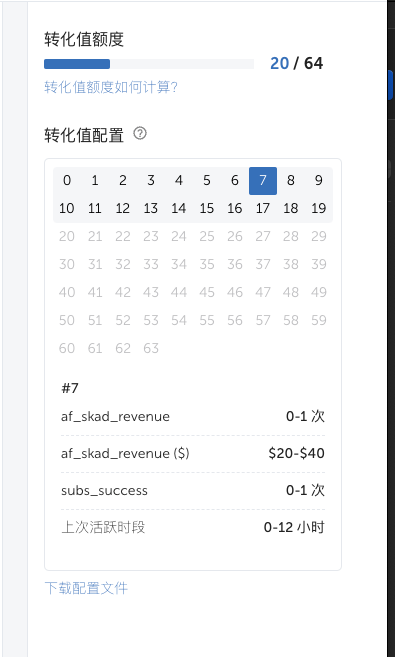 转化值额度
20 / 64
转化值额度如何计算?
转化值配置 ?
0 1 2 3 4 5 6 7 8 9
10 11 12 13 14 15 16 17 18 19
20 21 22 23 24 25 26 27 28 29
30 31 32 33 34 35 36 37 38 39
40 41 42 43 44 45 46 47 48 49
50 51 52 53 54 55 56 57 58 59
60 61 62 63
#7
af_skad_revenue 0-1 次
af_skad_revenue ($) $20-$40
subs_success 0-1 次
上次活跃时段 0-12 小时
下载配置文件